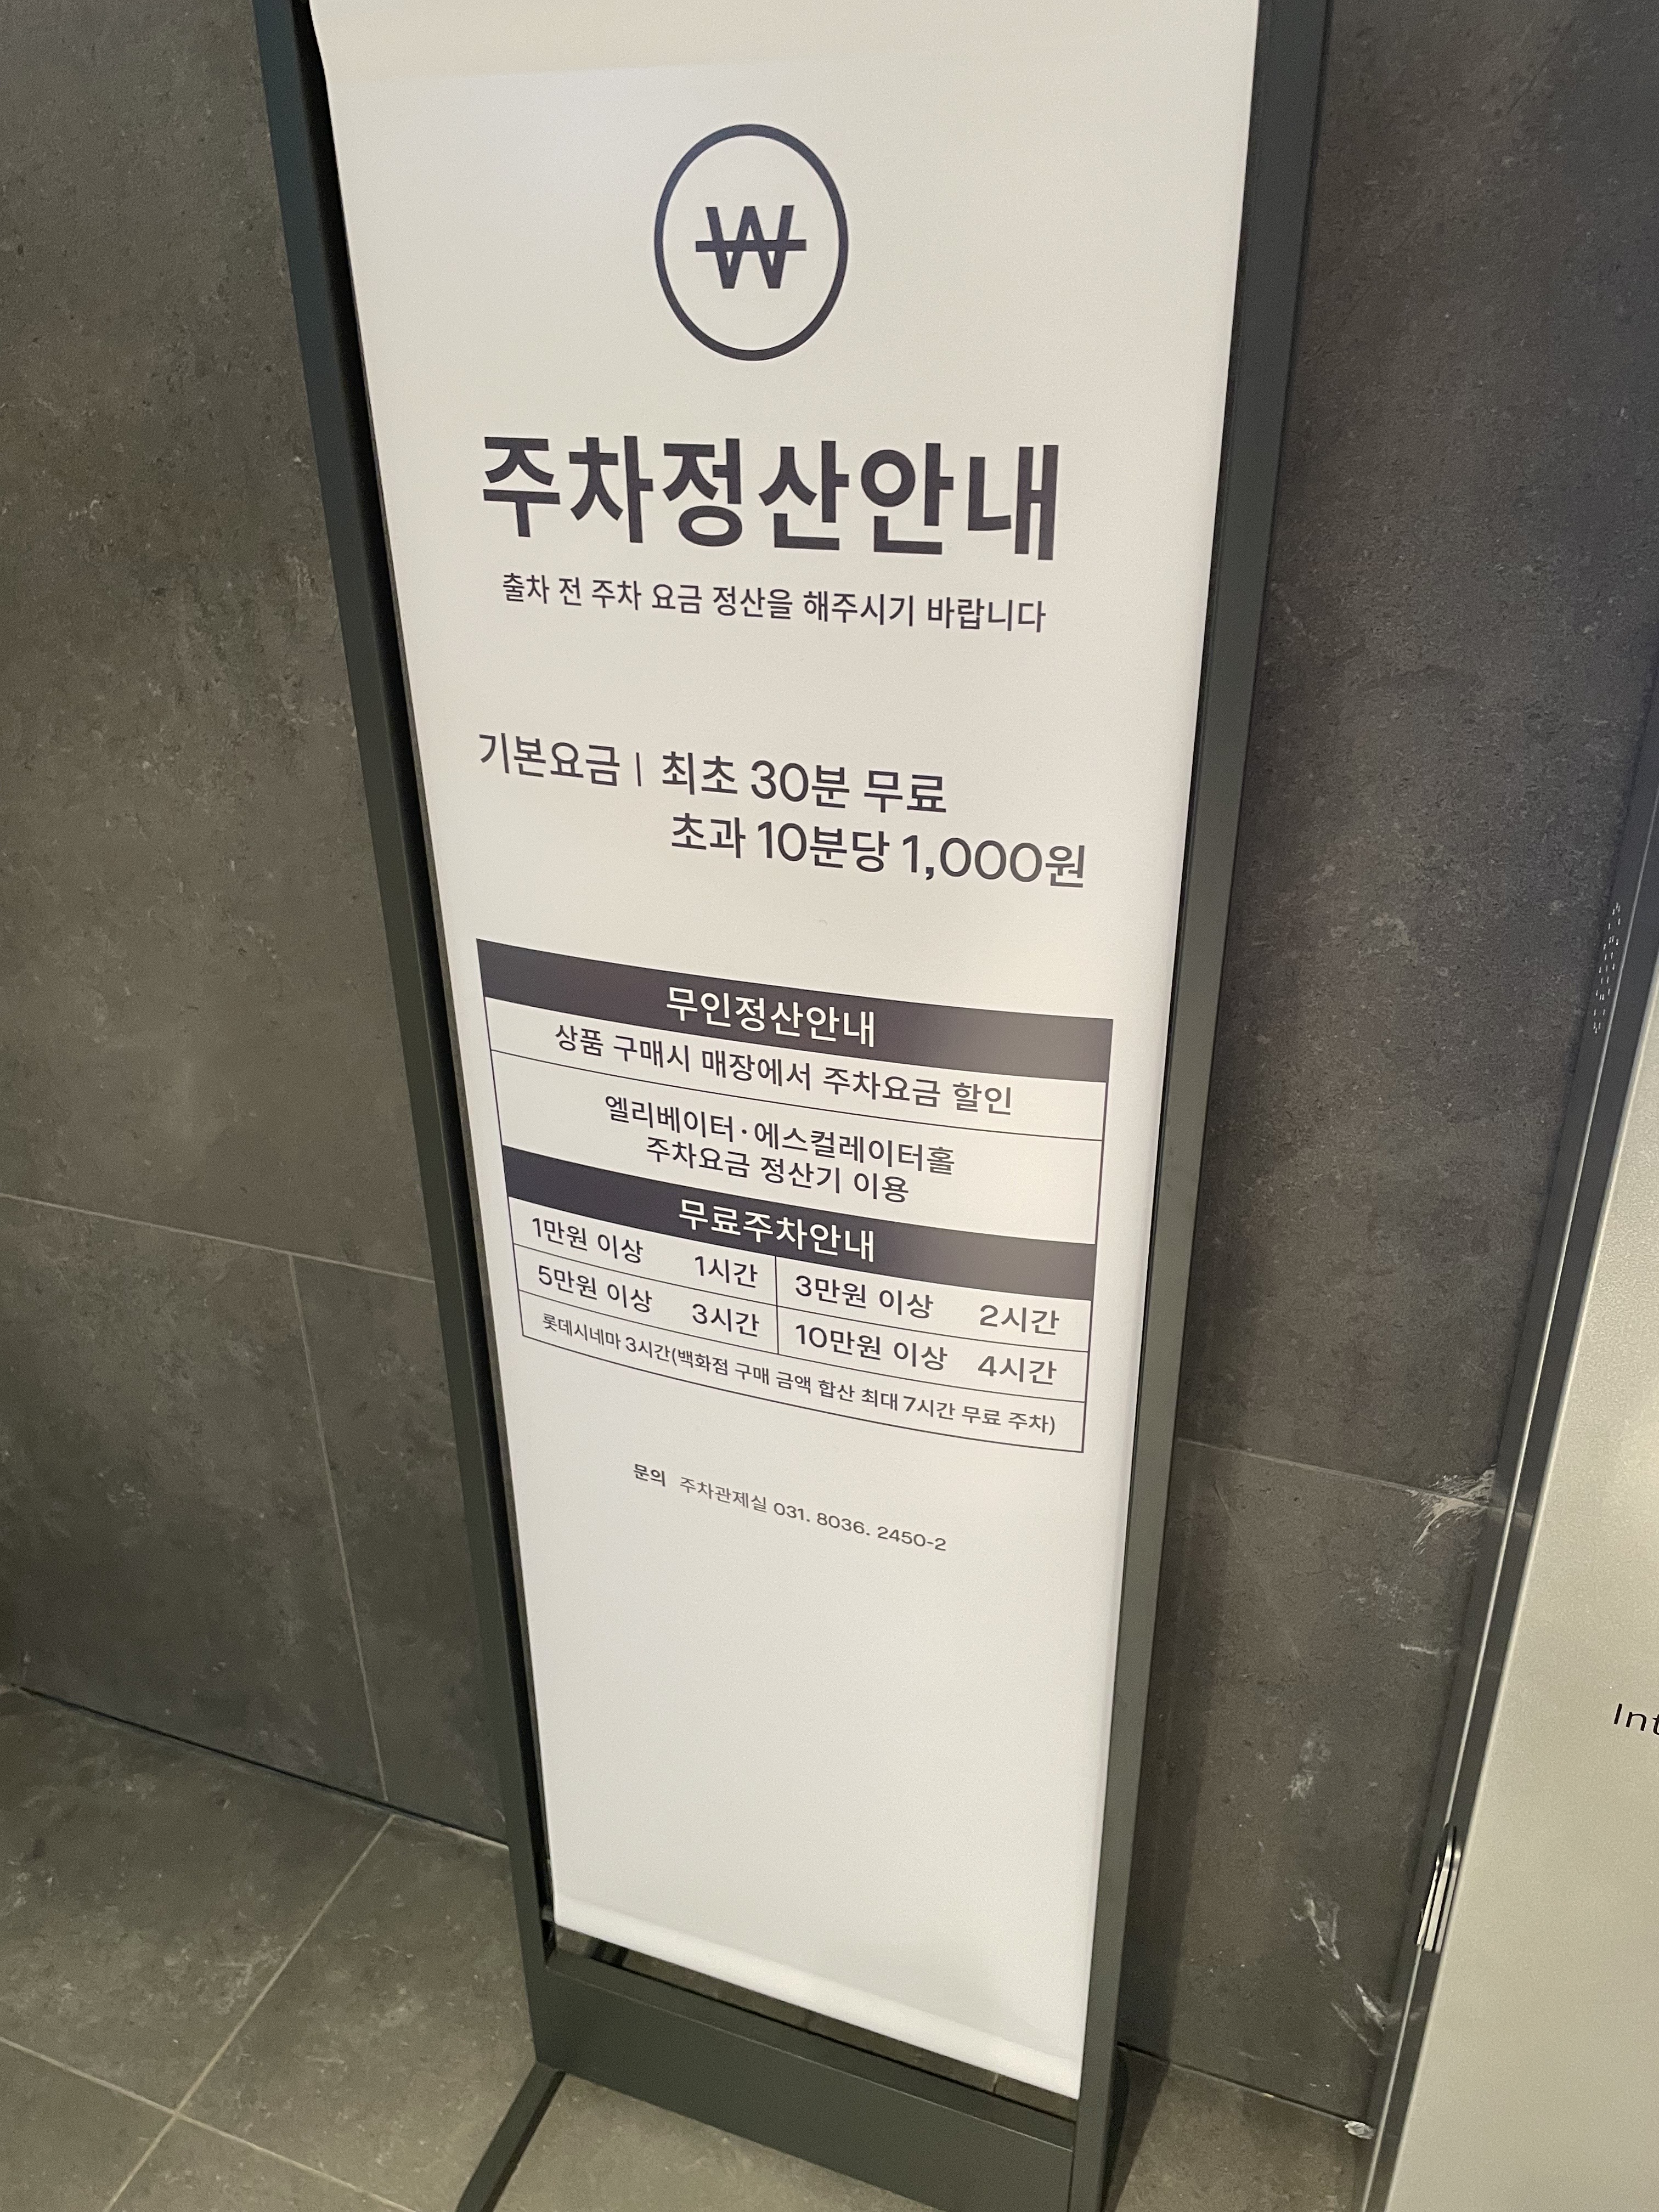 ₩
주차정산안내
출차 전 주차 요금 정산을 해주시기 바랍니다
기본요금 | 최초 30분 무료
초과 10분당 1,000원
무인정산안내
상품 구매시 매장에서 주차요금 할인
엘리베이터·에스컬레이터홀
주차요금 정산기 이용
무료주차안내
1만원 이상 1시간 3만원 이상 2시간
5만원 이상 3시간 10만원 이상 4시간
롯데시네마 3시간(백화점 구매 금액 합산 최대 7시간 무료 주차)
문의 주차관제실 031. 8036. 2450-2
Int